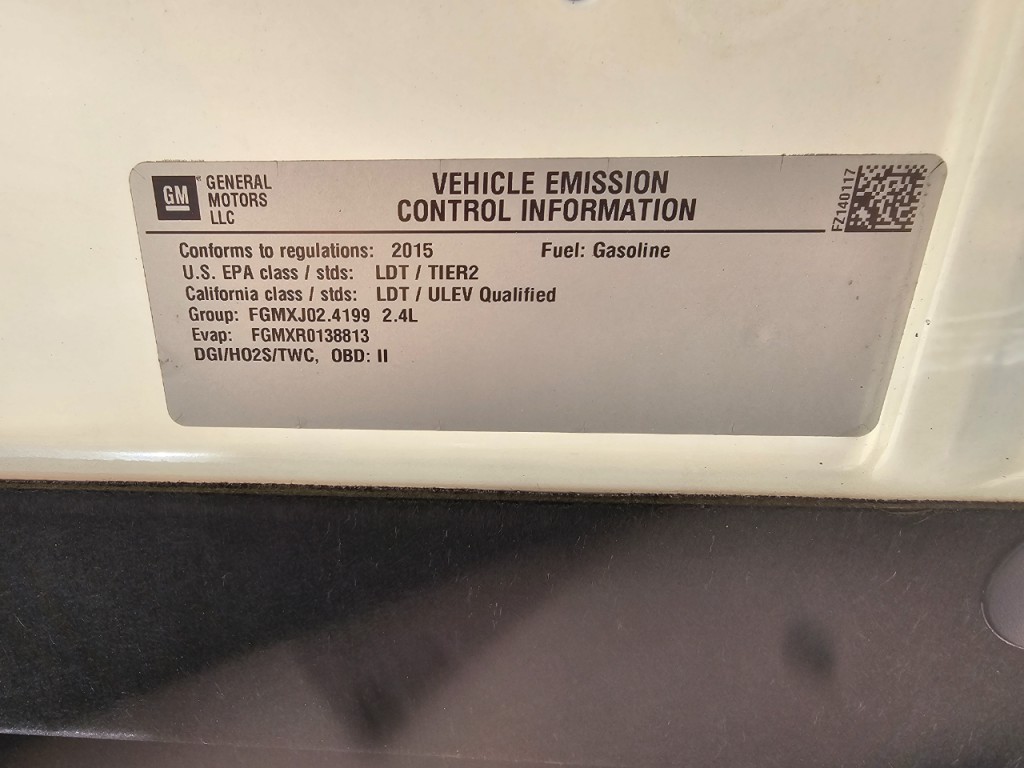 GM
GENERAL
MOTORS
LLC
VEHICLE EMISSION
CONTROL INFORMATION
FZ140117
Conforms to regulations: 2015 Fuel: Gasoline
U.S. EPA class / stds: LDT / TIER2
California class / stds: LDT / ULEV Qualified
Group: FGMXJ02.4199 2.4L
Evap: FGMXR0138813
DGI/HO2S/TWC, OBD: II